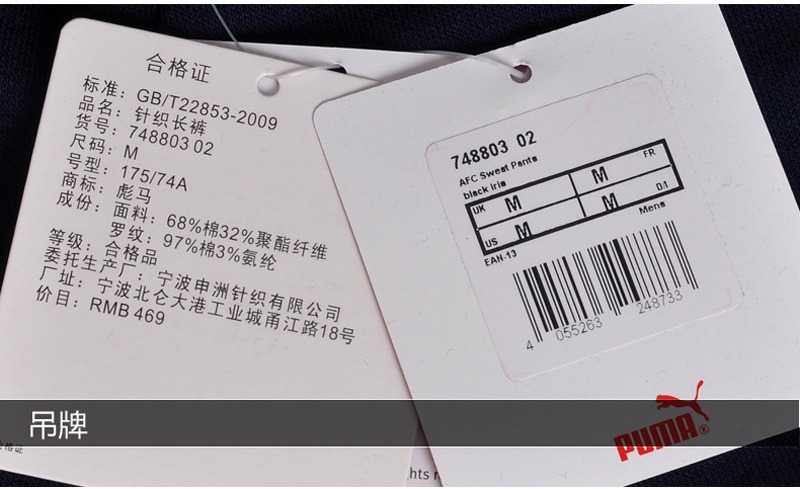 合格证
标准：GB/T22853-2009
品名：针织长裤
货号：748803 02
尺码：M
号型：175/74A
商标：彪马
成份：面料：68%棉32%聚酯纤维
罗纹：97%棉3%氨纶
等级：合格品
委托生产厂：宁波申洲针织有限公司
厂址：宁波北仑大港工业城甬江路18号
价目：RMB 469
748803 02
AFC Sweat Pants
black iris
UK M
M FR
US M
M D/I
Mens
EAN-13
4 055263 248733
PUMA®
吊牌
合格证
hts r